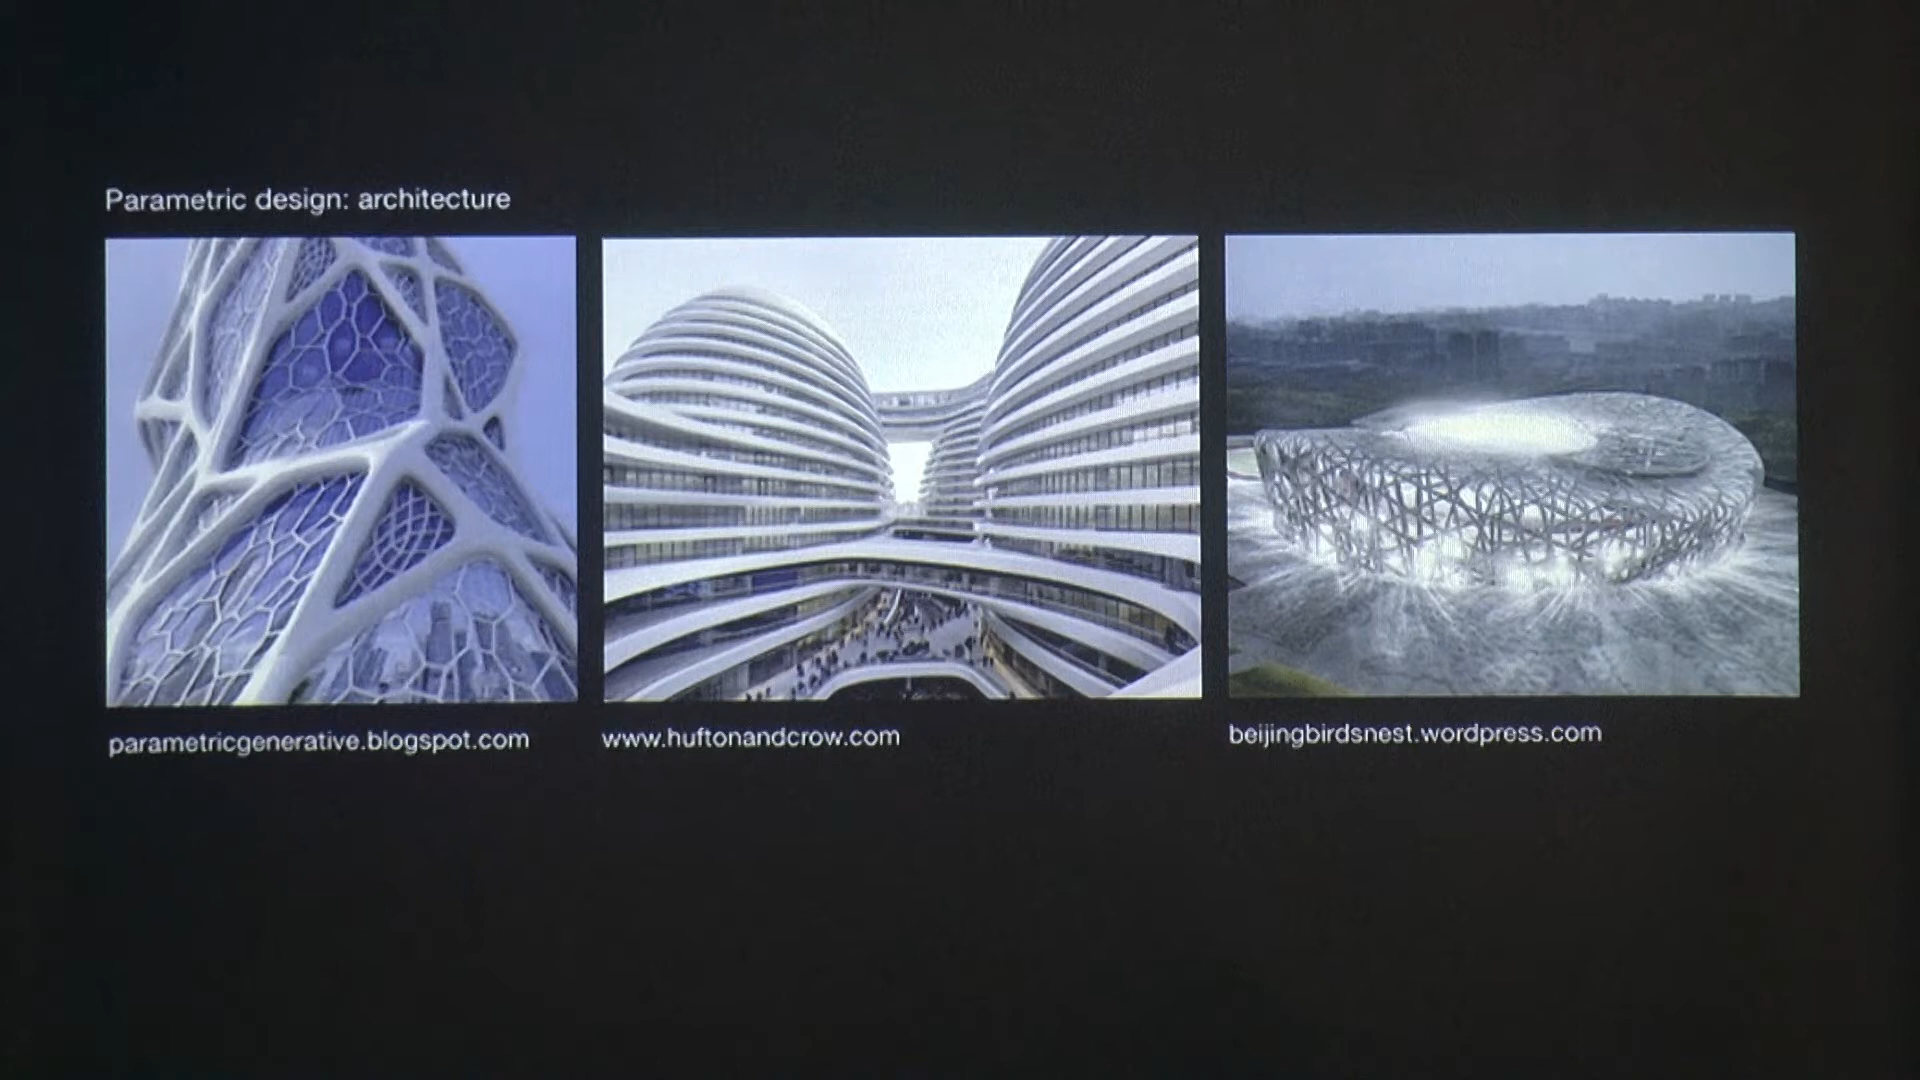 Parametric design: architecture
parametricgenerative.blogspot.com
www.huftonandcrow.com
beijingbirdsnest.wordpress.com